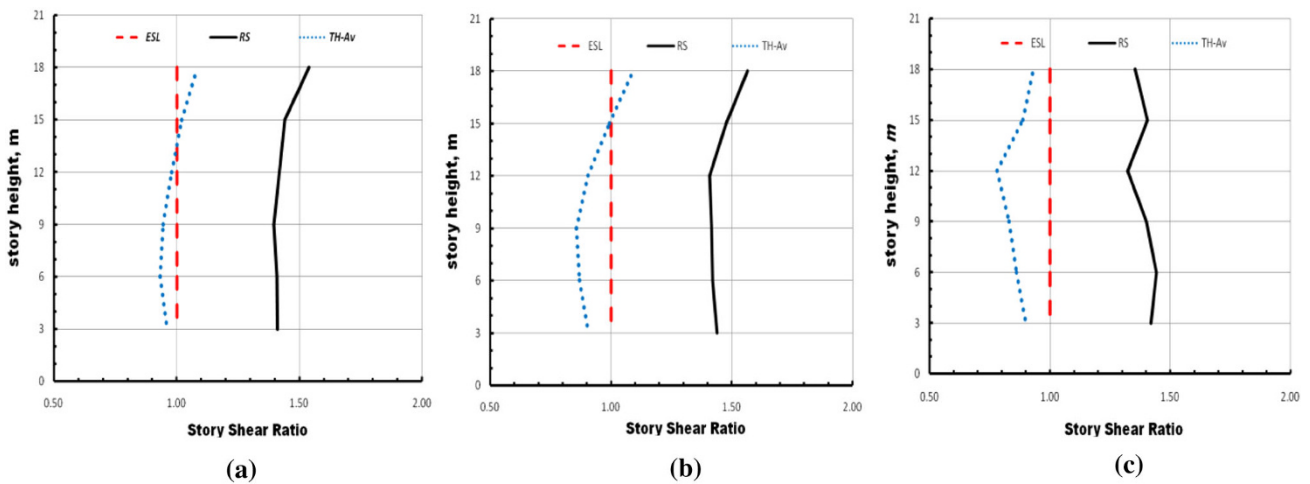 21
18
15
12
9
6
3
0
story height, m
ESL RS TH-Av
0.50 1.00 1.50 2.00
Story Shear Ratio
(a)
21
18
15
12
9
6
3
0
story height, m
ESL RS TH-Av
0.50 1.00 1.50 2.00
Story Shear Ratio
(b)
21
18
15
12
9
6
3
0
story height, m
ESL RS TH-Av
0.50 1.00 1.50 2.00
Story Shear Ratio
(c)